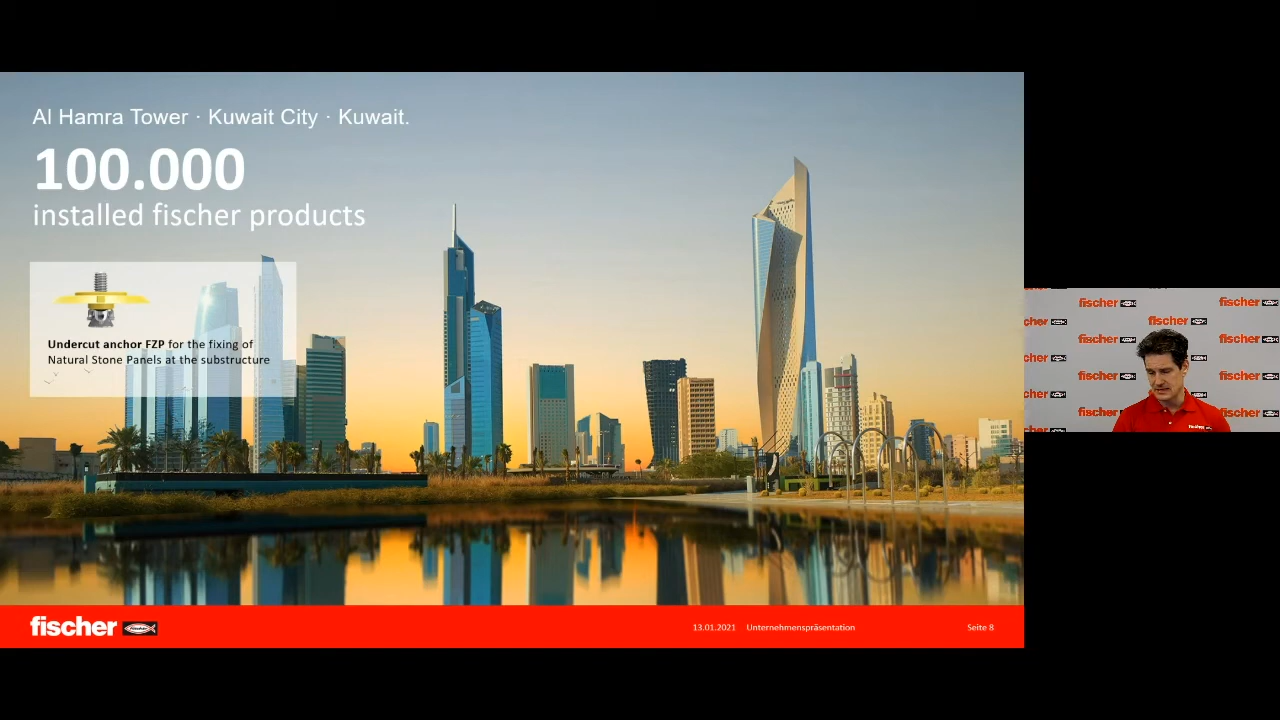 Al Hamra Tower · Kuwait City · Kuwait.
100.000
installed fischer products
Undercut anchor FZP for the fixing of
Natural Stone Panels at the substructure
fischer
13.01.2021 Unternehmenspräsentation
Seite 8
fischer
fischer
fischer
fischer
fischer
fischer
fischer
fischer
fischer